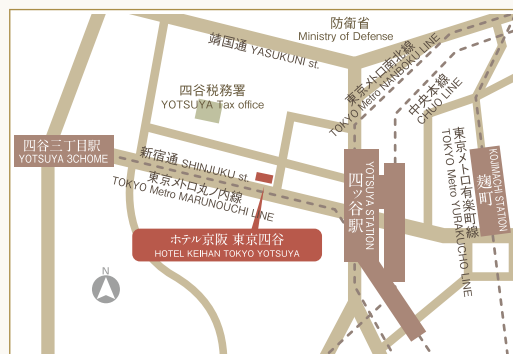 防衛省
Ministry of Defense
靖国通 YASUKUNI st.
東京メトロ南北線
TOKYO Metro NANBOKU LINE
中央本線
CHUO LINE
四谷税務署
YOTSUYA Tax office
四谷三丁目駅
YOTSUYA 3CHOME
新宿通 SHINJUKU st.
東京メトロ丸ノ内線
TOKYO Metro MARUNOUCHI LINE
四ッ谷駅
YOTSUYA STATION
東京メトロ有楽町線
TOKYO Metro YURAKUCHO LINE
麹町
KOJIMACHI STATION
ホテル京阪 東京四谷
HOTEL KEIHAN TOKYO YOTSUYA
N